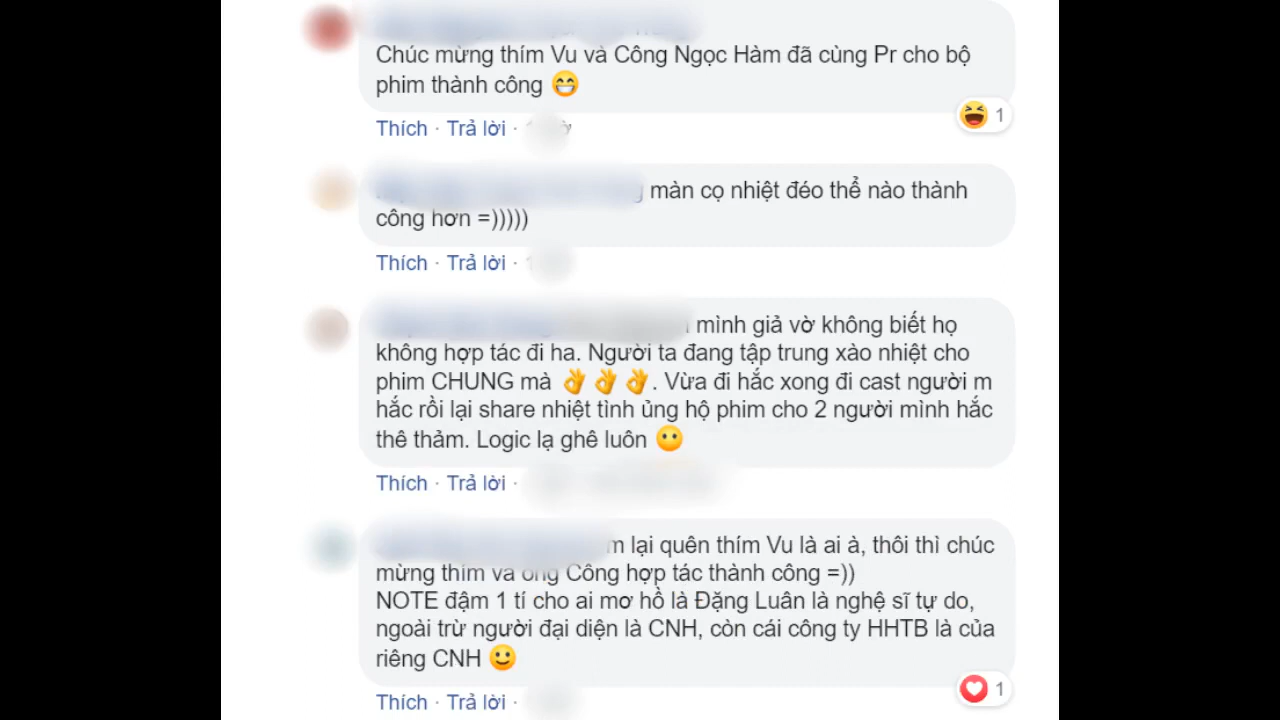 Chúc mừng thím Vu và Công Ngọc Hàm đã cùng Pr cho bộ
phim thành công 😁
1
Thích · Trả lời ·
màn cọ nhiệt đéo thể nào thành
công hơn =)))))
Thích · Trả lời ·
mình giả vờ không biết họ
không hợp tác đi ha. Người ta đang tập trung xào nhiệt cho
phim CHUNG mà 👌👌👌. Vừa đi hắc xong đi cast người m
hắc rồi lại share nhiệt tình ủng hộ phim cho 2 người mình hắc
thê thảm. Logic lạ ghê luôn 😶
Thích · Trả lời ·
lại quên thím Vu là ai à, thôi thì chúc
mừng thím và ông Công hợp tác thành công =))
NOTE đậm 1 tí cho ai mơ hồ là Đặng Luân là nghệ sĩ tự do,
ngoài trừ người đại diện là CNH, còn cái công ty HHTB là của
riêng CNH 🙂
1
Thích · Trả lời ·